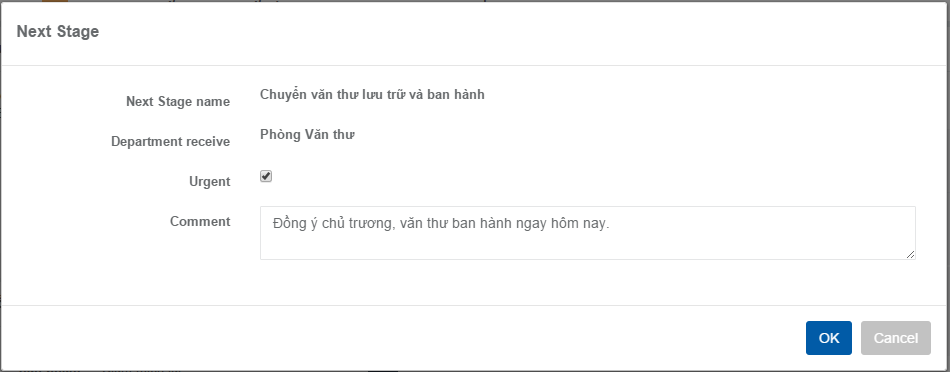 Next Stage
Next Stage name Chuyển văn thư lưu trữ và ban hành
Department receive Phòng Văn thư
Urgent
Comment Đồng ý chủ trương, văn thư ban hành ngay hôm nay.
OK Cancel